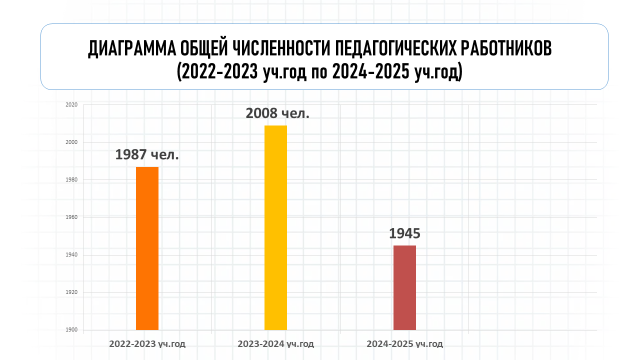 ДИАГРАММА ОБЩЕЙ ЧИСЛЕННОСТИ ПЕДАГОГИЧЕСКИХ РАБОТНИКОВ
(2022-2023 уч.год по 2024-2025 уч.год)
2020
2000
1980
1960
1940
1920
1900
1987 чел.
2008 чел.
1945
2022-2023 уч.год
2023-2024 уч.год
2024-2025 уч.год